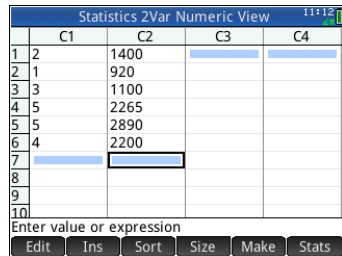 Statistics 2Var Numeric View 11:12
C1 C2 C3 C4
1 2 1400
2 1 920
3 3 1100
4 5 2265
5 5 2890
6 4 2200
7
8
9
10
Enter value or expression
Edit Ins Sort Size Make Stats